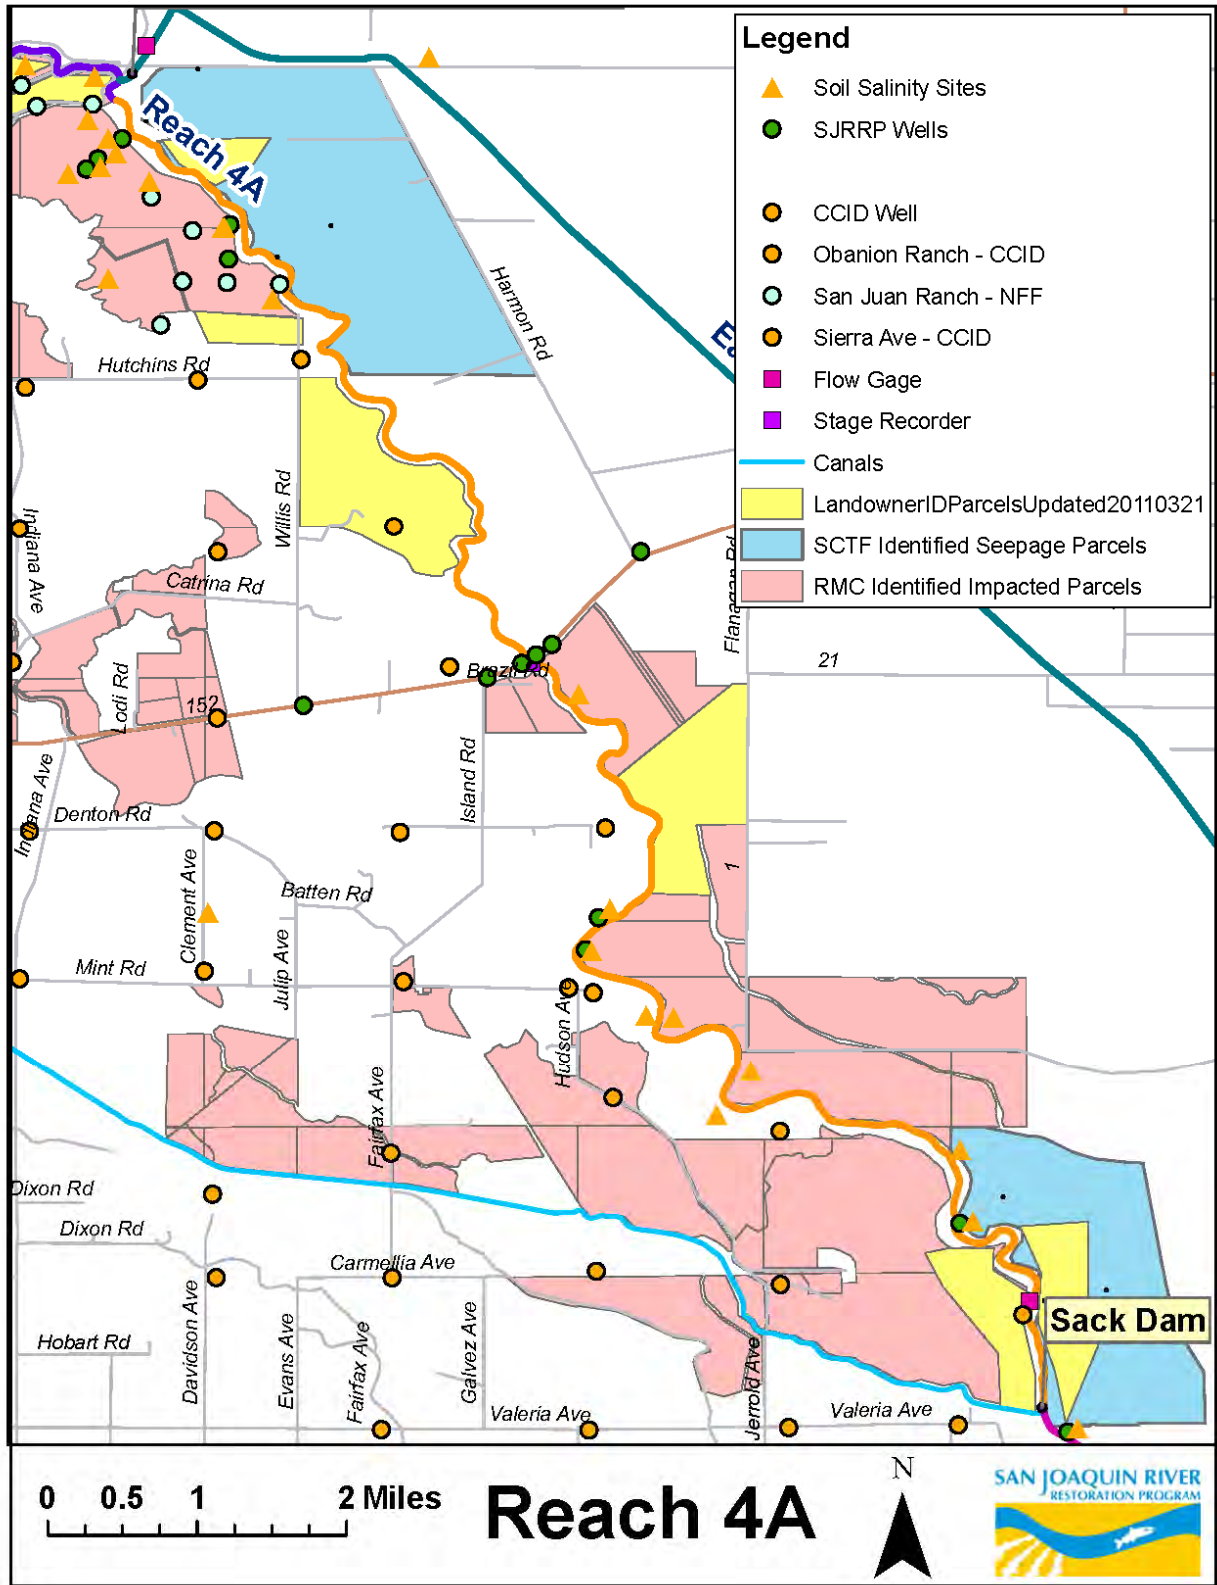 Legend
Soil Salinity Sites
SJRRP Wells
CCID Well
Obanion Ranch - CCID
San Juan Ranch - NFF
Sierra Ave - CCID
Flow Gage
Stage Recorder
Canals
LandownerIDParcelsUpdated20110321
SCTF Identified Seepage Parcels
RMC Identified Impacted Parcels
Reach 4A
Harmon Rd
Ea
Hutchins Rd
Willis Rd
Indiana Ave
Catrina Rd
Flanagan Rd
Lodi Rd
Brazil Rd
21
152
Island Rd
Indiana Ave
Denton Rd
1
Clement Ave
Batten Rd
Julip Ave
Mint Rd
Hudson Ave
Fairfax Ave
Dixon Rd
Dixon Rd
Carmellia Ave
Davidson Ave
Evans Ave
Fairfax Ave
Galvez Ave
Hobart Rd
Jerrold Ave
Sack Dam
Valeria Ave
Valeria Ave
0 0.5 1 2 Miles
Reach 4A
N
SAN JOAQUIN RIVER
RESTORATION PROGRAM